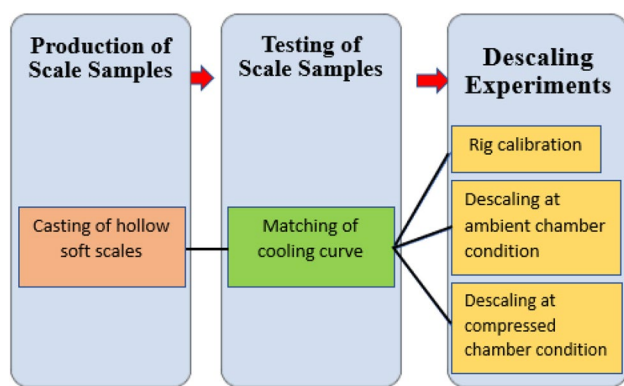 Production of
Scale Samples
Casting of hollow
soft scales
Testing of
Scale Samples
Matching of
cooling curve
Descaling
Experiments
Rig calibration
Descaling at
ambient chamber
condition
Descaling at
compressed
chamber condition